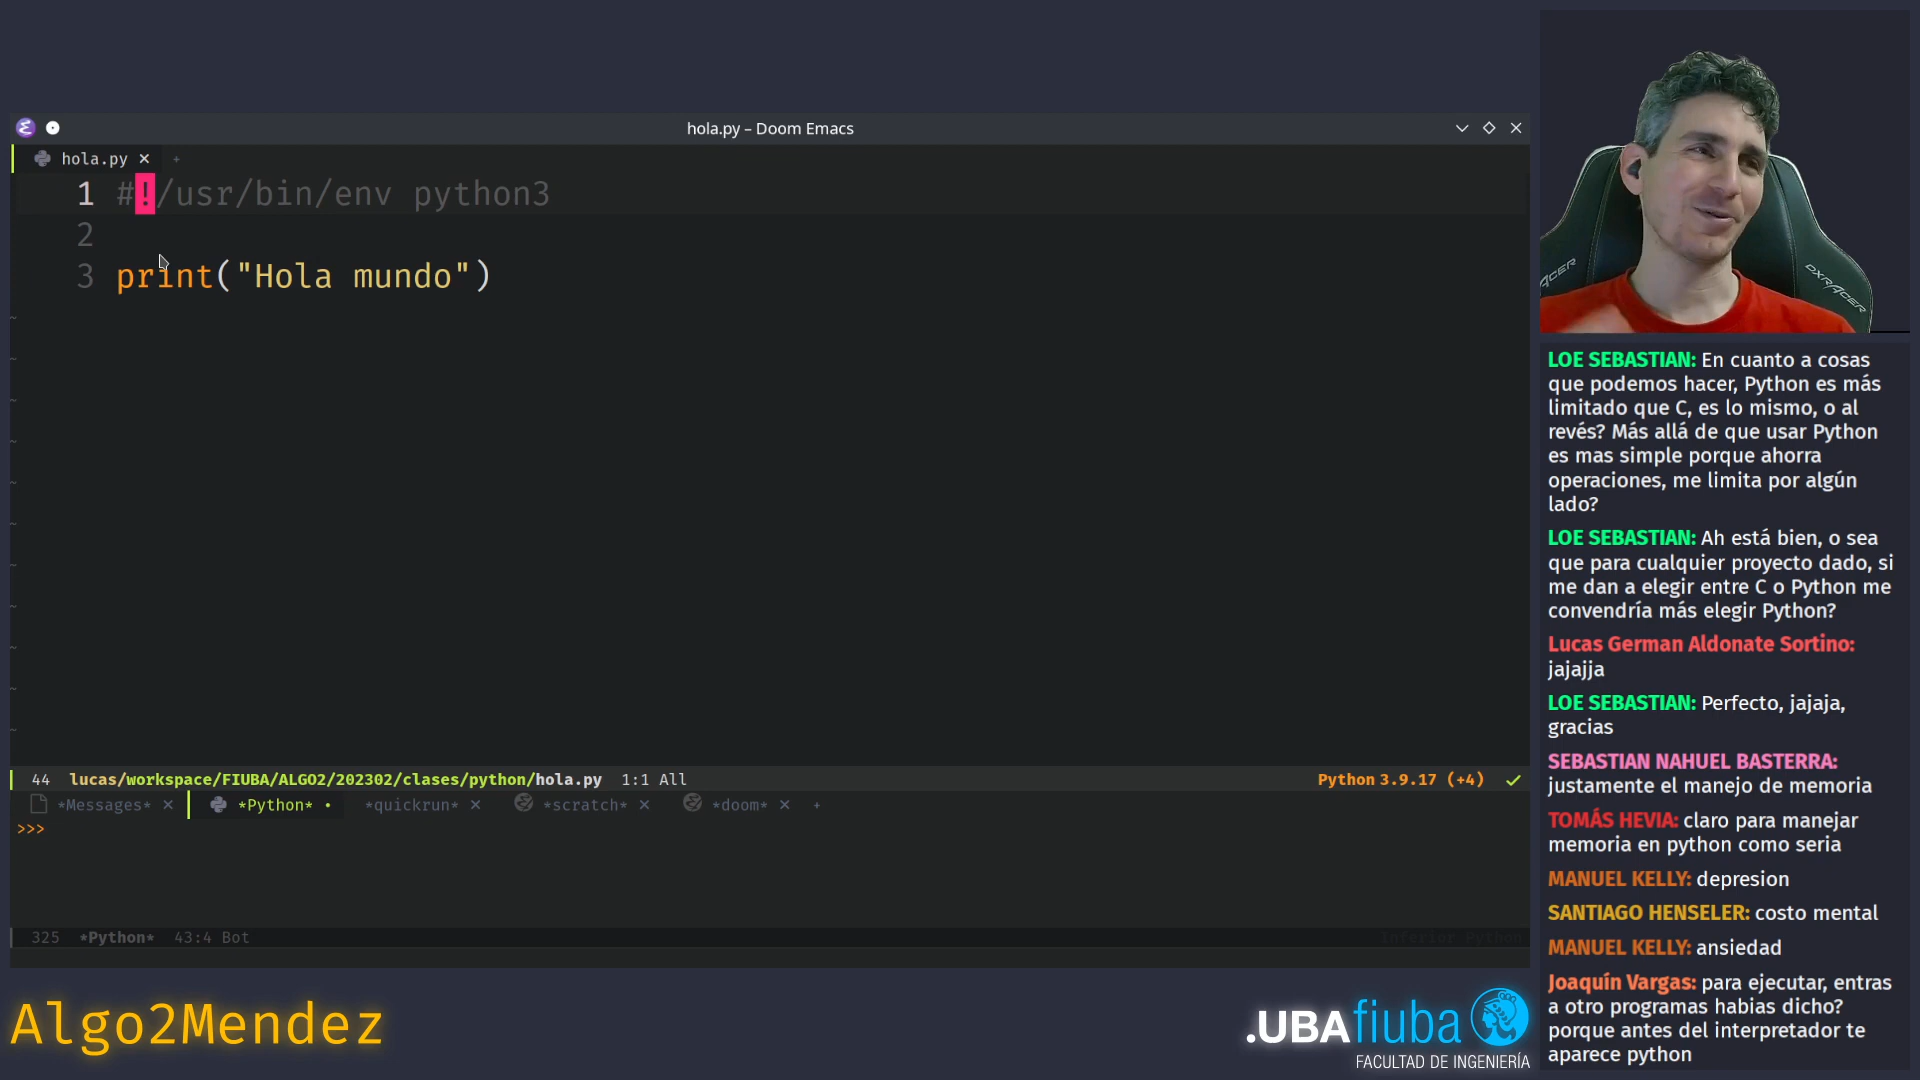 hola.py – Doom Emacs
hola.py
1 #!/usr/bin/env python3
2
3 print("Hola mundo")
44 lucas/workspace/FIUBA/ALGO2/202302/clases/python/hola.py 1:1 All Python 3.9.17 (+4)
*Messages* *Python* *quickrun* *scratch* *doom*
>>>
325 *Python* 43:4 Bot Inferior Python
Algo2Mendez
.UBAfiuba
FACULTAD DE INGENIERÍA
ACER
DXRACER
LOE SEBASTIAN: En cuanto a cosas
que podemos hacer, Python es más
limitado que C, es lo mismo, o al
revés? Más allá de que usar Python
es mas simple porque ahorra
operaciones, me limita por algún
lado?
LOE SEBASTIAN: Ah está bien, o sea
que para cualquier proyecto dado, si
me dan a elegir entre C o Python me
convendría más elegir Python?
Lucas German Aldonate Sortino:
jajajja
LOE SEBASTIAN: Perfecto, jajaja,
gracias
SEBASTIAN NAHUEL BASTERRA:
justamente el manejo de memoria
TOMÁS HEVIA: claro para manejar
memoria en python como seria
MANUEL KELLY: depresion
SANTIAGO HENSELER: costo mental
MANUEL KELLY: ansiedad
Joaquín Vargas: para ejecutar, entras
a otro programas habias dicho?
porque antes del interpretador te
aparece python